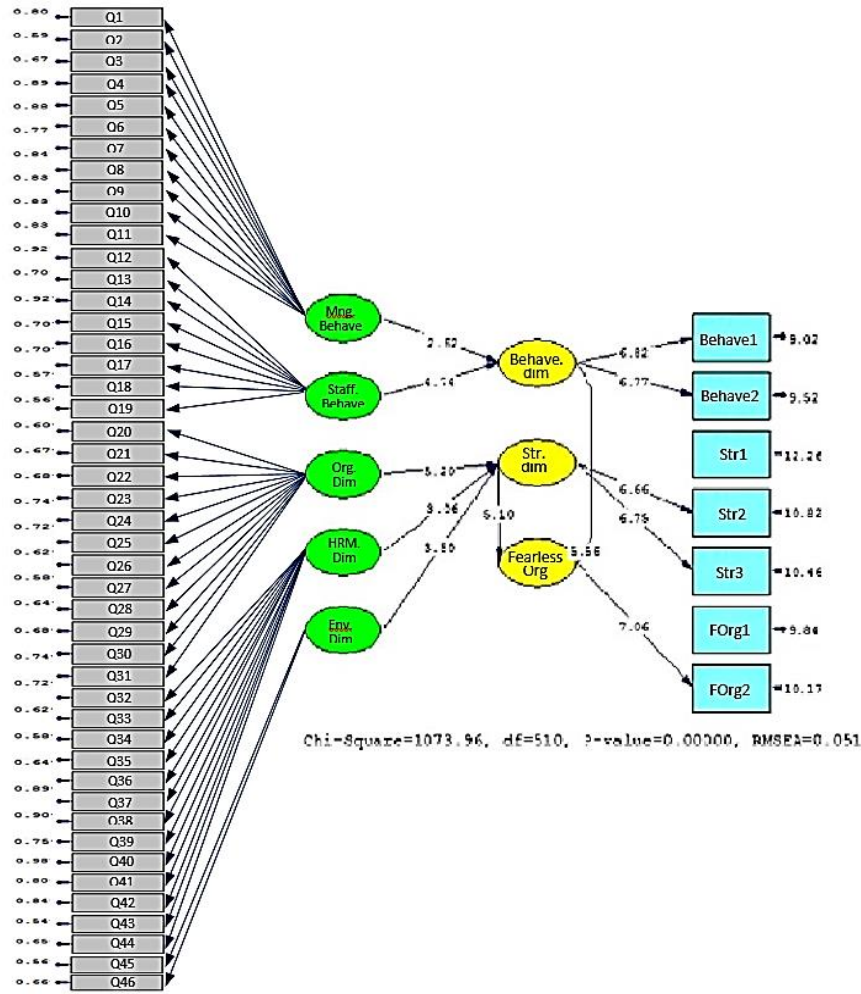 0.80 Q1
0.59 Q2
0.67 Q3
0.89 Q4
0.88 Q5
0.77 Q6
0.84 Q7
0.83 Q8
0.83 Q9
0.83 Q10
Q11
0.92 Q12
0.70 Q13
0.92 Q14
0.70 Q15
0.70 Q16
0.57 Q17
Q18
0.56 Q19
0.60 Q20
0.67 Q21
0.68 Q22
0.74 Q23
0.72 Q24
Q25
0.62 Q26
0.58 Q27
0.64 Q28
0.68 Q29
0.74 Q30
0.72 Q31
Q32
0.62 Q33
0.58 Q34
0.64 Q35
0.89 Q36
Q37
0.90 Q38
0.75 Q39
Q40
0.80 Q41
0.84 Q42
0.54 Q43
0.65 Q44
0.56 Q45
0.66 Q46
Mng.
Behave
Staff.
Behave
Org.
Dim
HRM.
Dim
Env.
Dim
4.74
5.20
Behave.
dim
Str.
dim
Fearless
Org
6.82
6.77
6.66
6.75
7.06
Behave1
Behave2
9.52
Str1
12.26
Str2
10.82
Str3
10.46
FOrg1
9.84
FOrg2
10.17
Chi-Square=1073.96, df=510, P-value=0.00000, RMSEA=0.051